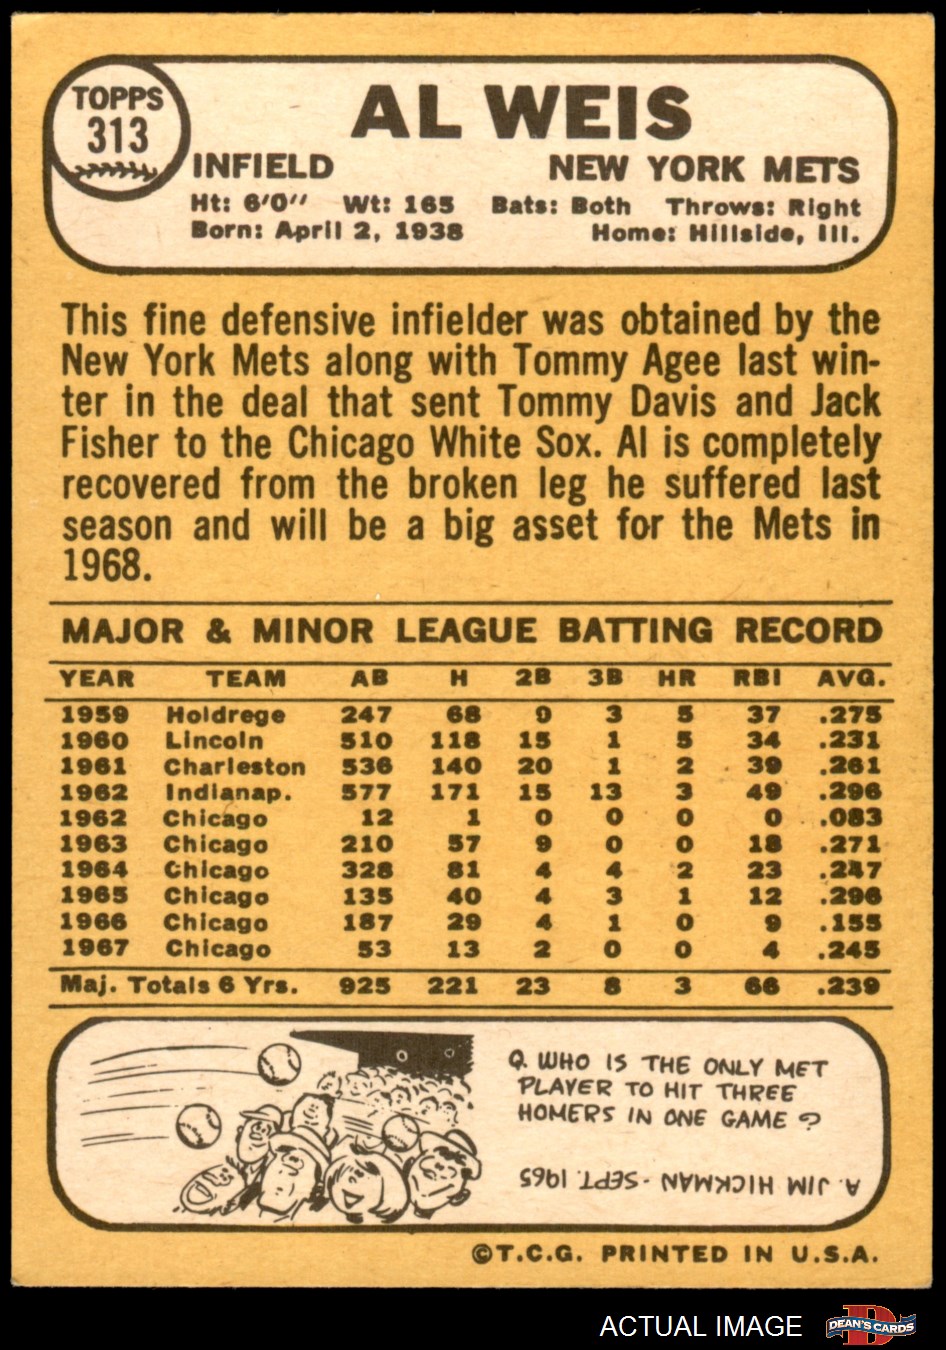 TOPPS
313
AL WEIS
INFIELD NEW YORK METS
Ht: 6'0" Wt: 165 Bats: Both Throws: Right
Born: April 2, 1938 Home: Hillside, Ill.
This fine defensive infielder was obtained by the
New York Mets along with Tommy Agee last win-
ter in the deal that sent Tommy Davis and Jack
Fisher to the Chicago White Sox. Al is completely
recovered from the broken leg he suffered last
season and will be a big asset for the Mets in
1968.
MAJOR & MINOR LEAGUE BATTING RECORD
YEAR TEAM AB H 2B 3B HR RBI AVG.
1959 Holdrege 247 68 9 3 5 37 .275
1960 Lincoln 510 118 15 1 5 34 .231
1961 Charleston 536 140 20 1 2 39 .261
1962 Indianap. 577 171 15 13 3 49 .296
1962 Chicago 12 1 0 0 0 0 .083
1963 Chicago 210 57 9 0 0 18 .271
1964 Chicago 328 81 4 4 2 23 .247
1965 Chicago 135 40 4 3 1 12 .296
1966 Chicago 187 29 4 1 0 9 .155
1967 Chicago 53 13 2 0 0 4 .245
Maj. Totals 6 Yrs. 925 221 23 8 3 66 .239
Q. WHO IS THE ONLY MET
PLAYER TO HIT THREE
HOMERS IN ONE GAME?
A. JIM HICKMAN - SEPT. 1965
©T.C.G. PRINTED IN U.S.A.
ACTUAL IMAGE
DEAN'S CARDS